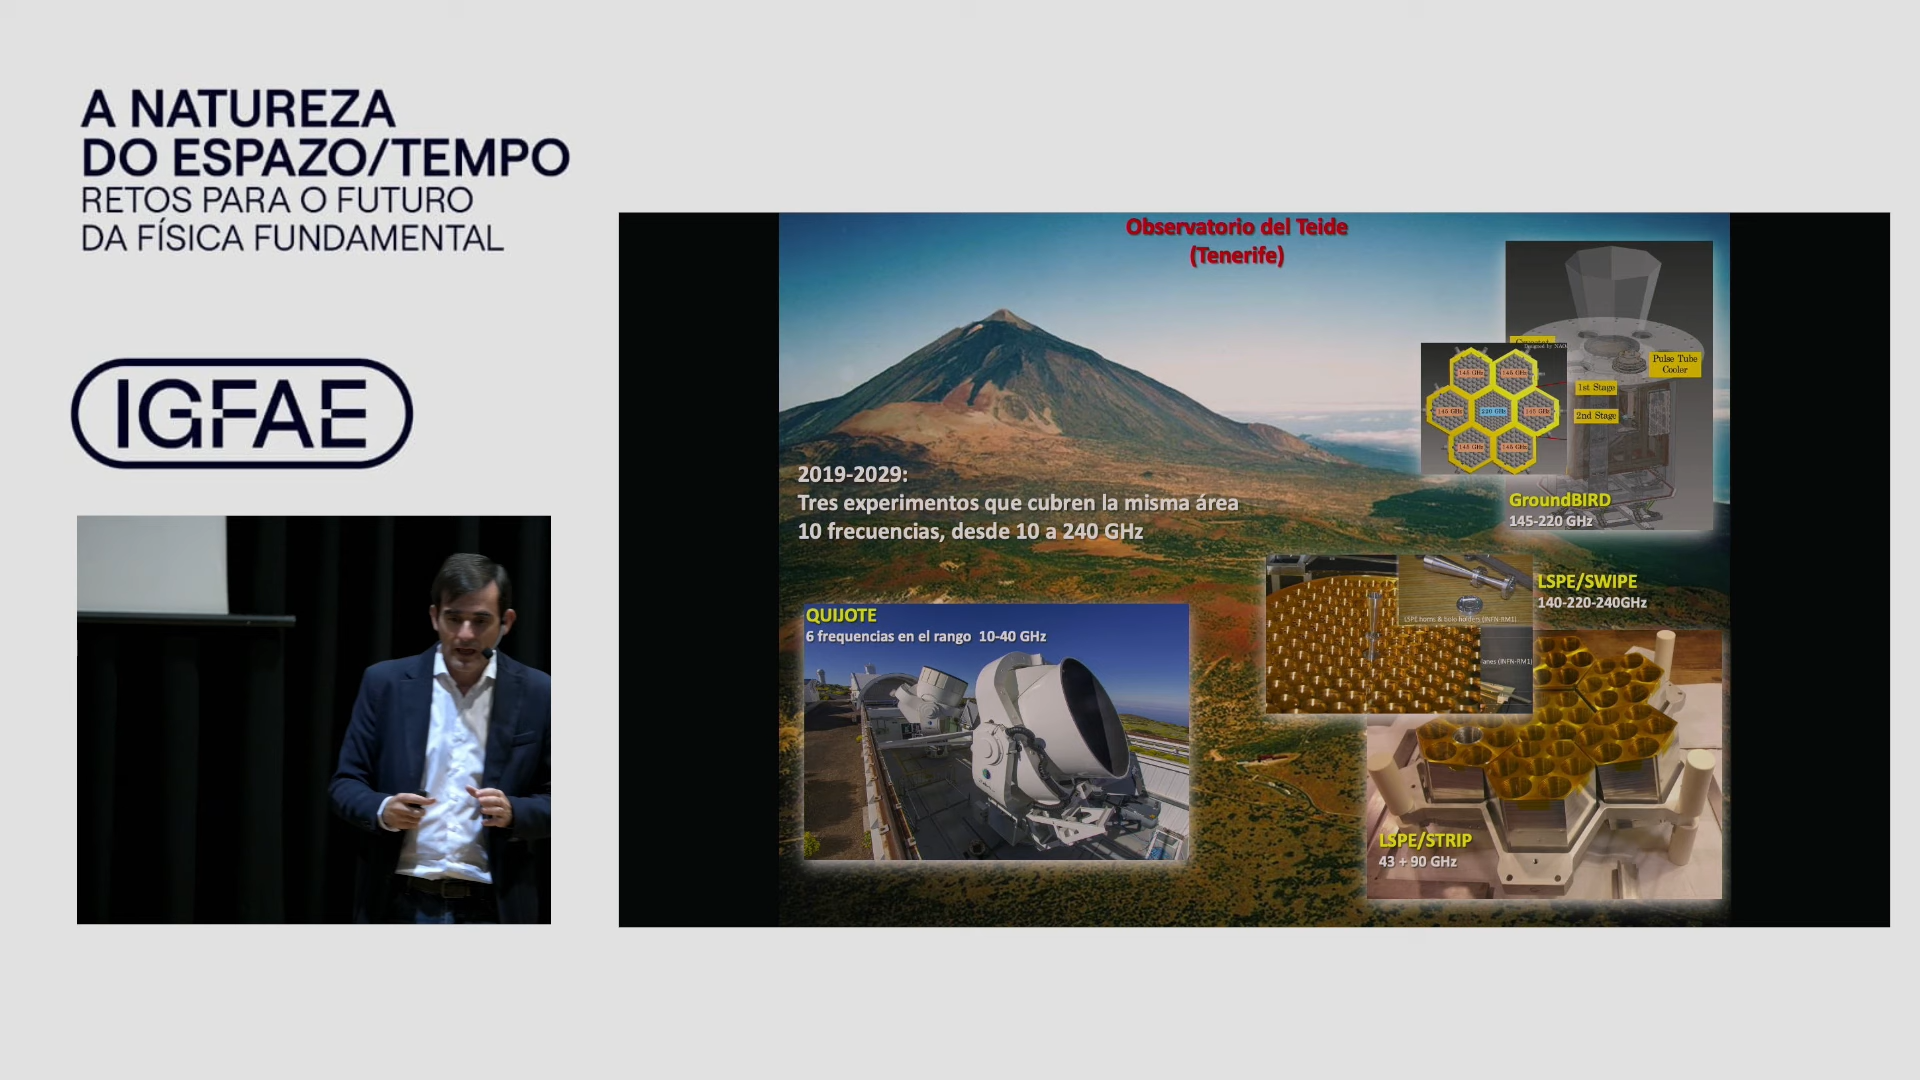 A NATUREZA
DO ESPAZO/TEMPO
RETOS PARA O FUTURO
DA FÍSICA FUNDAMENTAL
IGFAE
Observatorio del Teide
(Tenerife)
2019-2029:
Tres experimentos que cubren la misma área
10 frecuencias, desde 10 a 240 GHz
Pulse Tube
Cooler
1st Stage
2nd Stage
145 GHz
145 GHz
145 GHz
220 GHz
145 GHz
145 GHz
145 GHz
GroundBIRD
145-220 GHz
LSPE/SWIPE
140-220-240GHz
LSPE horns & Solo holders (INFN-RM1)
(INFN-RM1)
QUIJOTE
6 frequencias en el rango 10-40 GHz
LSPE/STRIP
43 + 90 GHz